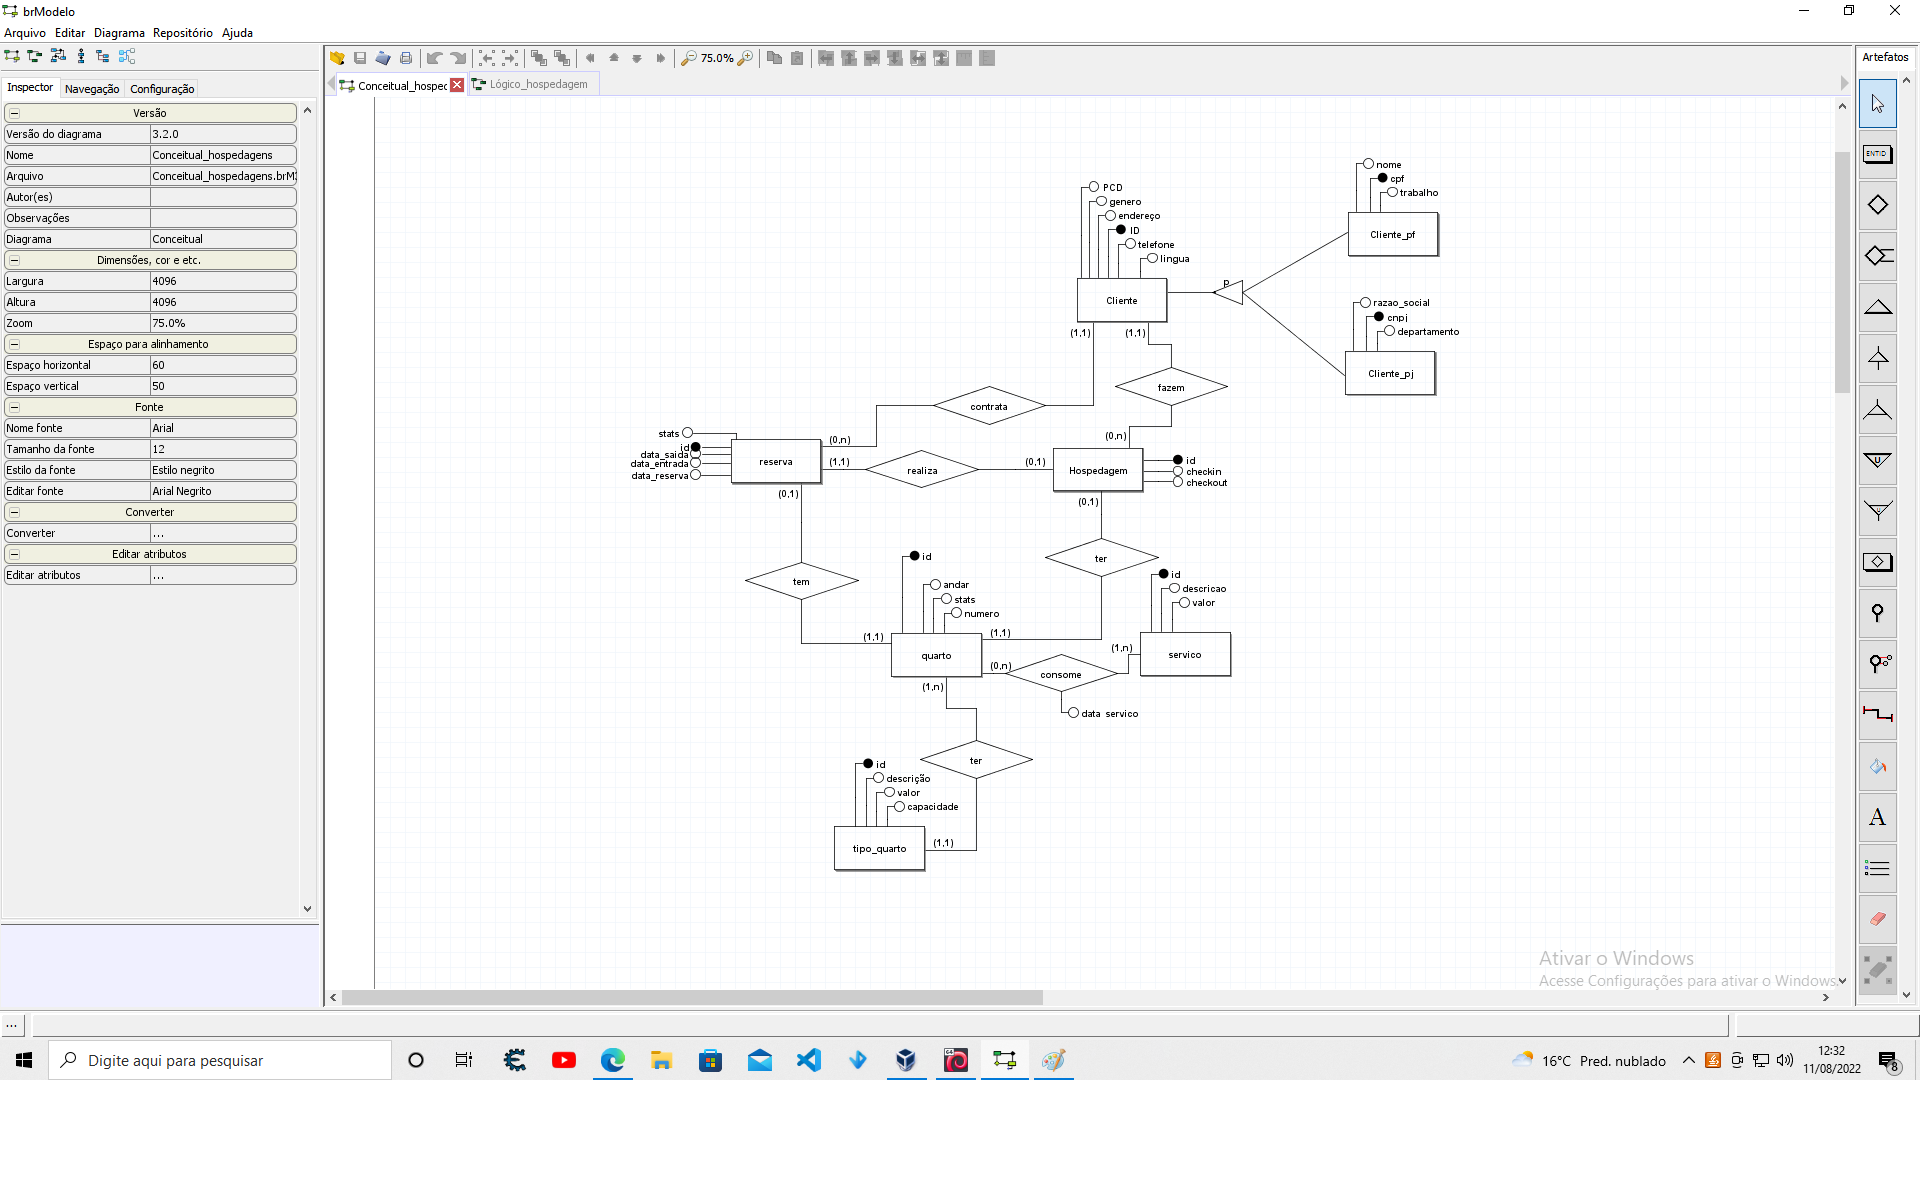 brModelo
Arquivo Editar Diagrama Repositório Ajuda
75.0%
Artefatos
Inspector Navegação Configuração
Conceitual_hospec
Lógico_hospedagem
Versão
Versão do diagrama 3.2.0
Nome Conceitual_hospedagens
Arquivo Conceitual_hospedagens.brM
Autor(es)
Observações
Diagrama Conceitual
Dimensões, cor e etc.
Largura 4096
Altura 4096
Zoom 75.0%
Espaço para alinhamento
Espaço horizontal 60
Espaço vertical 50
Fonte
Nome fonte Arial
Tamanho da fonte 12
Estilo da fonte Estilo negrito
Editar fonte Arial Negrito
Converter
Converter ...
Editar atributos
Editar atributos ...
nome
cpf
trabalho
Cliente_pf
PCD
genero
endereço
ID
telefone
lingua
Cliente
p
razao_social
cnpj
departamento
Cliente_pj
(1,1)
(1,1)
fazem
contrata
(0,n)
(0,n)
stats
id
data_saida
data_entrada
data_reserva
reserva
(1,1)
realiza
(0,1)
Hospedagem
id
checkin
checkout
(0,1)
(0,1)
tem
ter
id
andar
stats
numero
id
descricao
valor
(1,1)
quarto
(1,1)
(0,n)
consome
(1,n)
servico
data servico
(1,n)
ter
id
descrição
valor
capacidade
tipo_quarto
(1,1)
ENTID
U
U
A
Ativar o Windows
Acesse Configurações para ativar o Windows.
...
Digite aqui para pesquisar
16°C Pred. nublado
12:32
11/08/2022
8